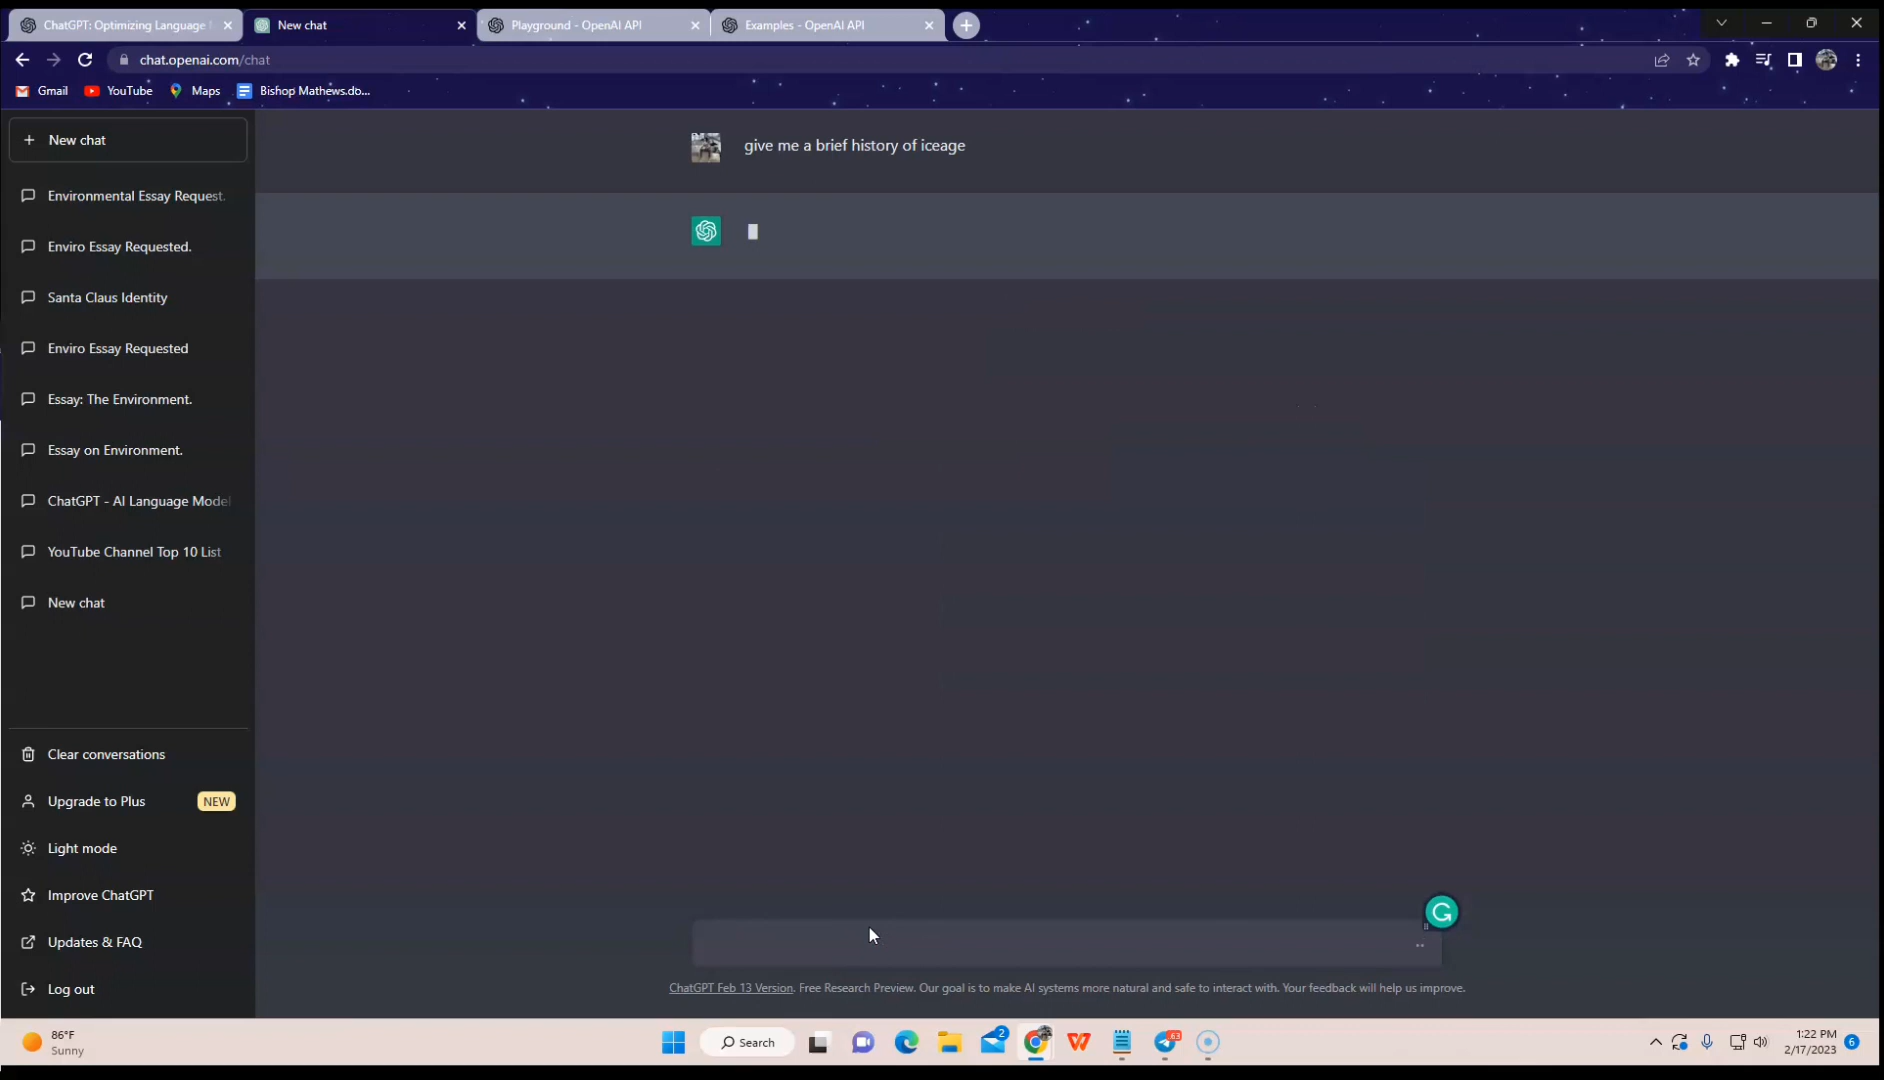 ChatGPT: Optimizing Language
New chat
Playground - OpenAI API
Examples - OpenAI API
chat.openai.com/chat
Gmail
YouTube
Maps
Bishop Mathews.do...
New chat
give me a brief history of iceage
Environmental Essay Request.
Enviro Essay Requested.
Santa Claus Identity
Enviro Essay Requested
Essay: The Environment.
Essay on Environment.
ChatGPT - AI Language Model
YouTube Channel Top 10 List
New chat
Clear conversations
Upgrade to Plus
NEW
Light mode
Improve ChatGPT
Updates & FAQ
Log out
ChatGPT Feb 13 Version. Free Research Preview. Our goal is to make AI systems more natural and safe to interact with. Your feedback will help us improve.
86°F
Sunny
Search
2
63
1:22 PM
2/17/2023
6